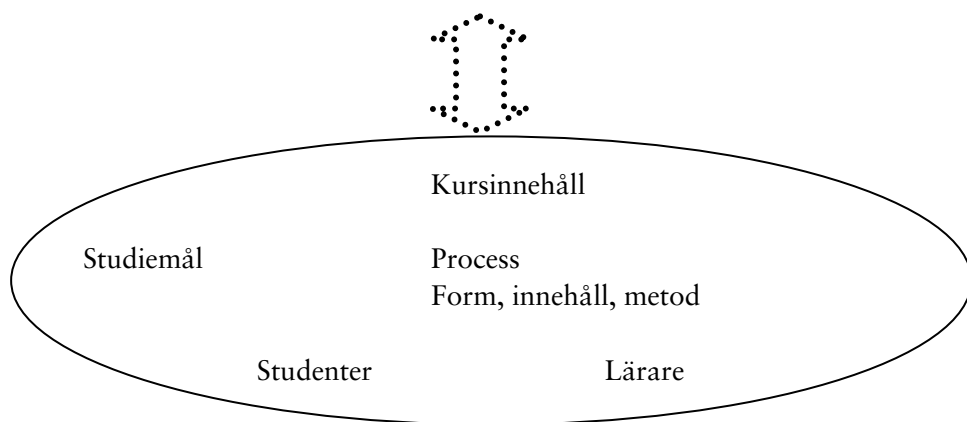 Kursinnehåll
Studiemål
Process
Form, innehåll, metod
Studenter
Lärare